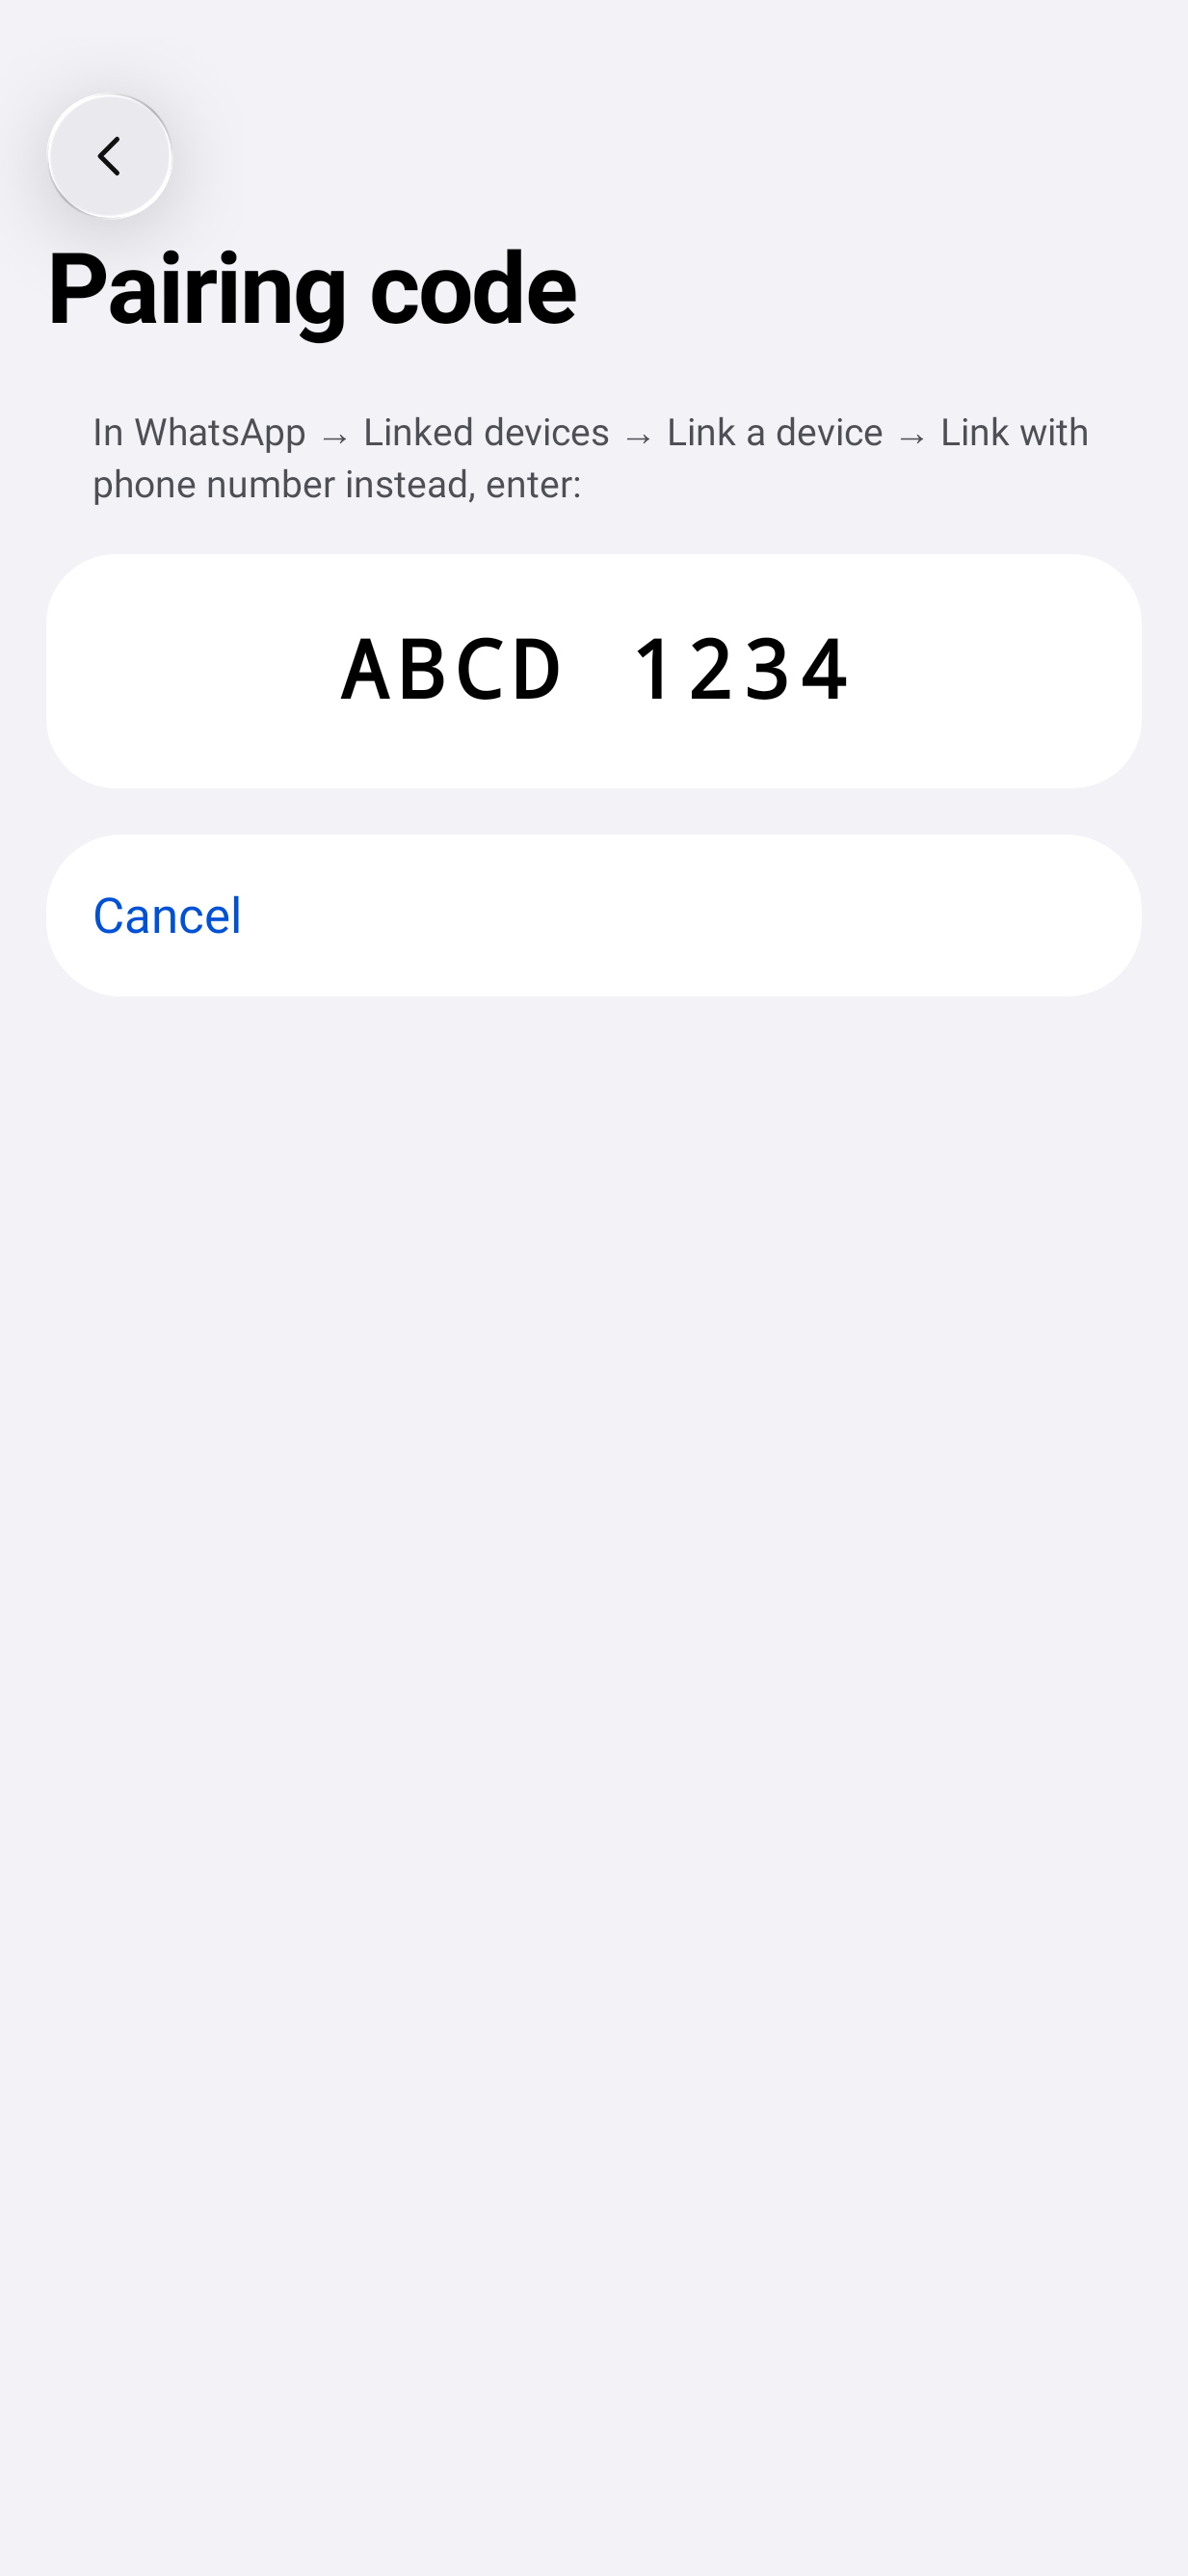 Pairing code
In WhatsApp → Linked devices → Link a device → Link with
phone number instead, enter:
ABCD 1234
Cancel